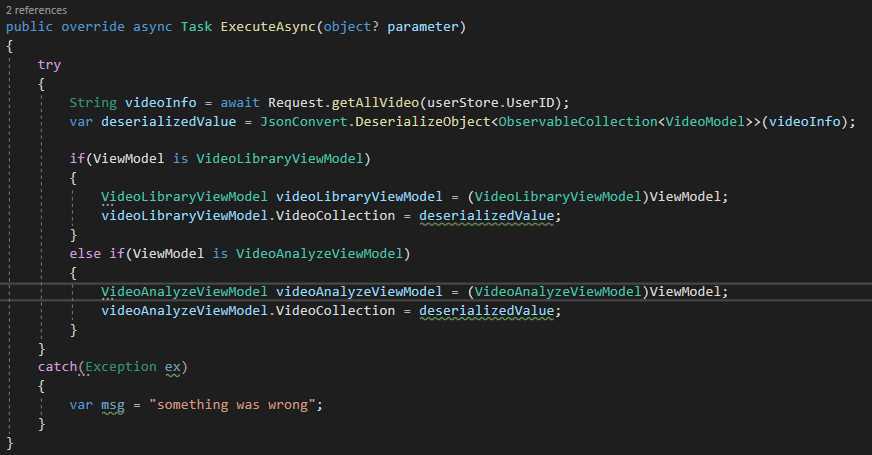 2 references
public override async Task ExecuteAsync(object? parameter)
{
    try
    {
        String videoInfo = await Request.getAllVideo(userStore.UserID);
        var deserializedValue = JsonConvert.DeserializeObject<ObservableCollection<VideoModel>>(videoInfo);

        if(ViewModel is VideoLibraryViewModel)
        {
            VideoLibraryViewModel videoLibraryViewModel = (VideoLibraryViewModel)ViewModel;
            videoLibraryViewModel.VideoCollection = deserializedValue;
        }
        else if(ViewModel is VideoAnalyzeViewModel)
        {
            VideoAnalyzeViewModel videoAnalyzeViewModel = (VideoAnalyzeViewModel)ViewModel;
            videoAnalyzeViewModel.VideoCollection = deserializedValue;
        }
    }
    catch(Exception ex)
    {
        var msg = "something was wrong";
    }
}